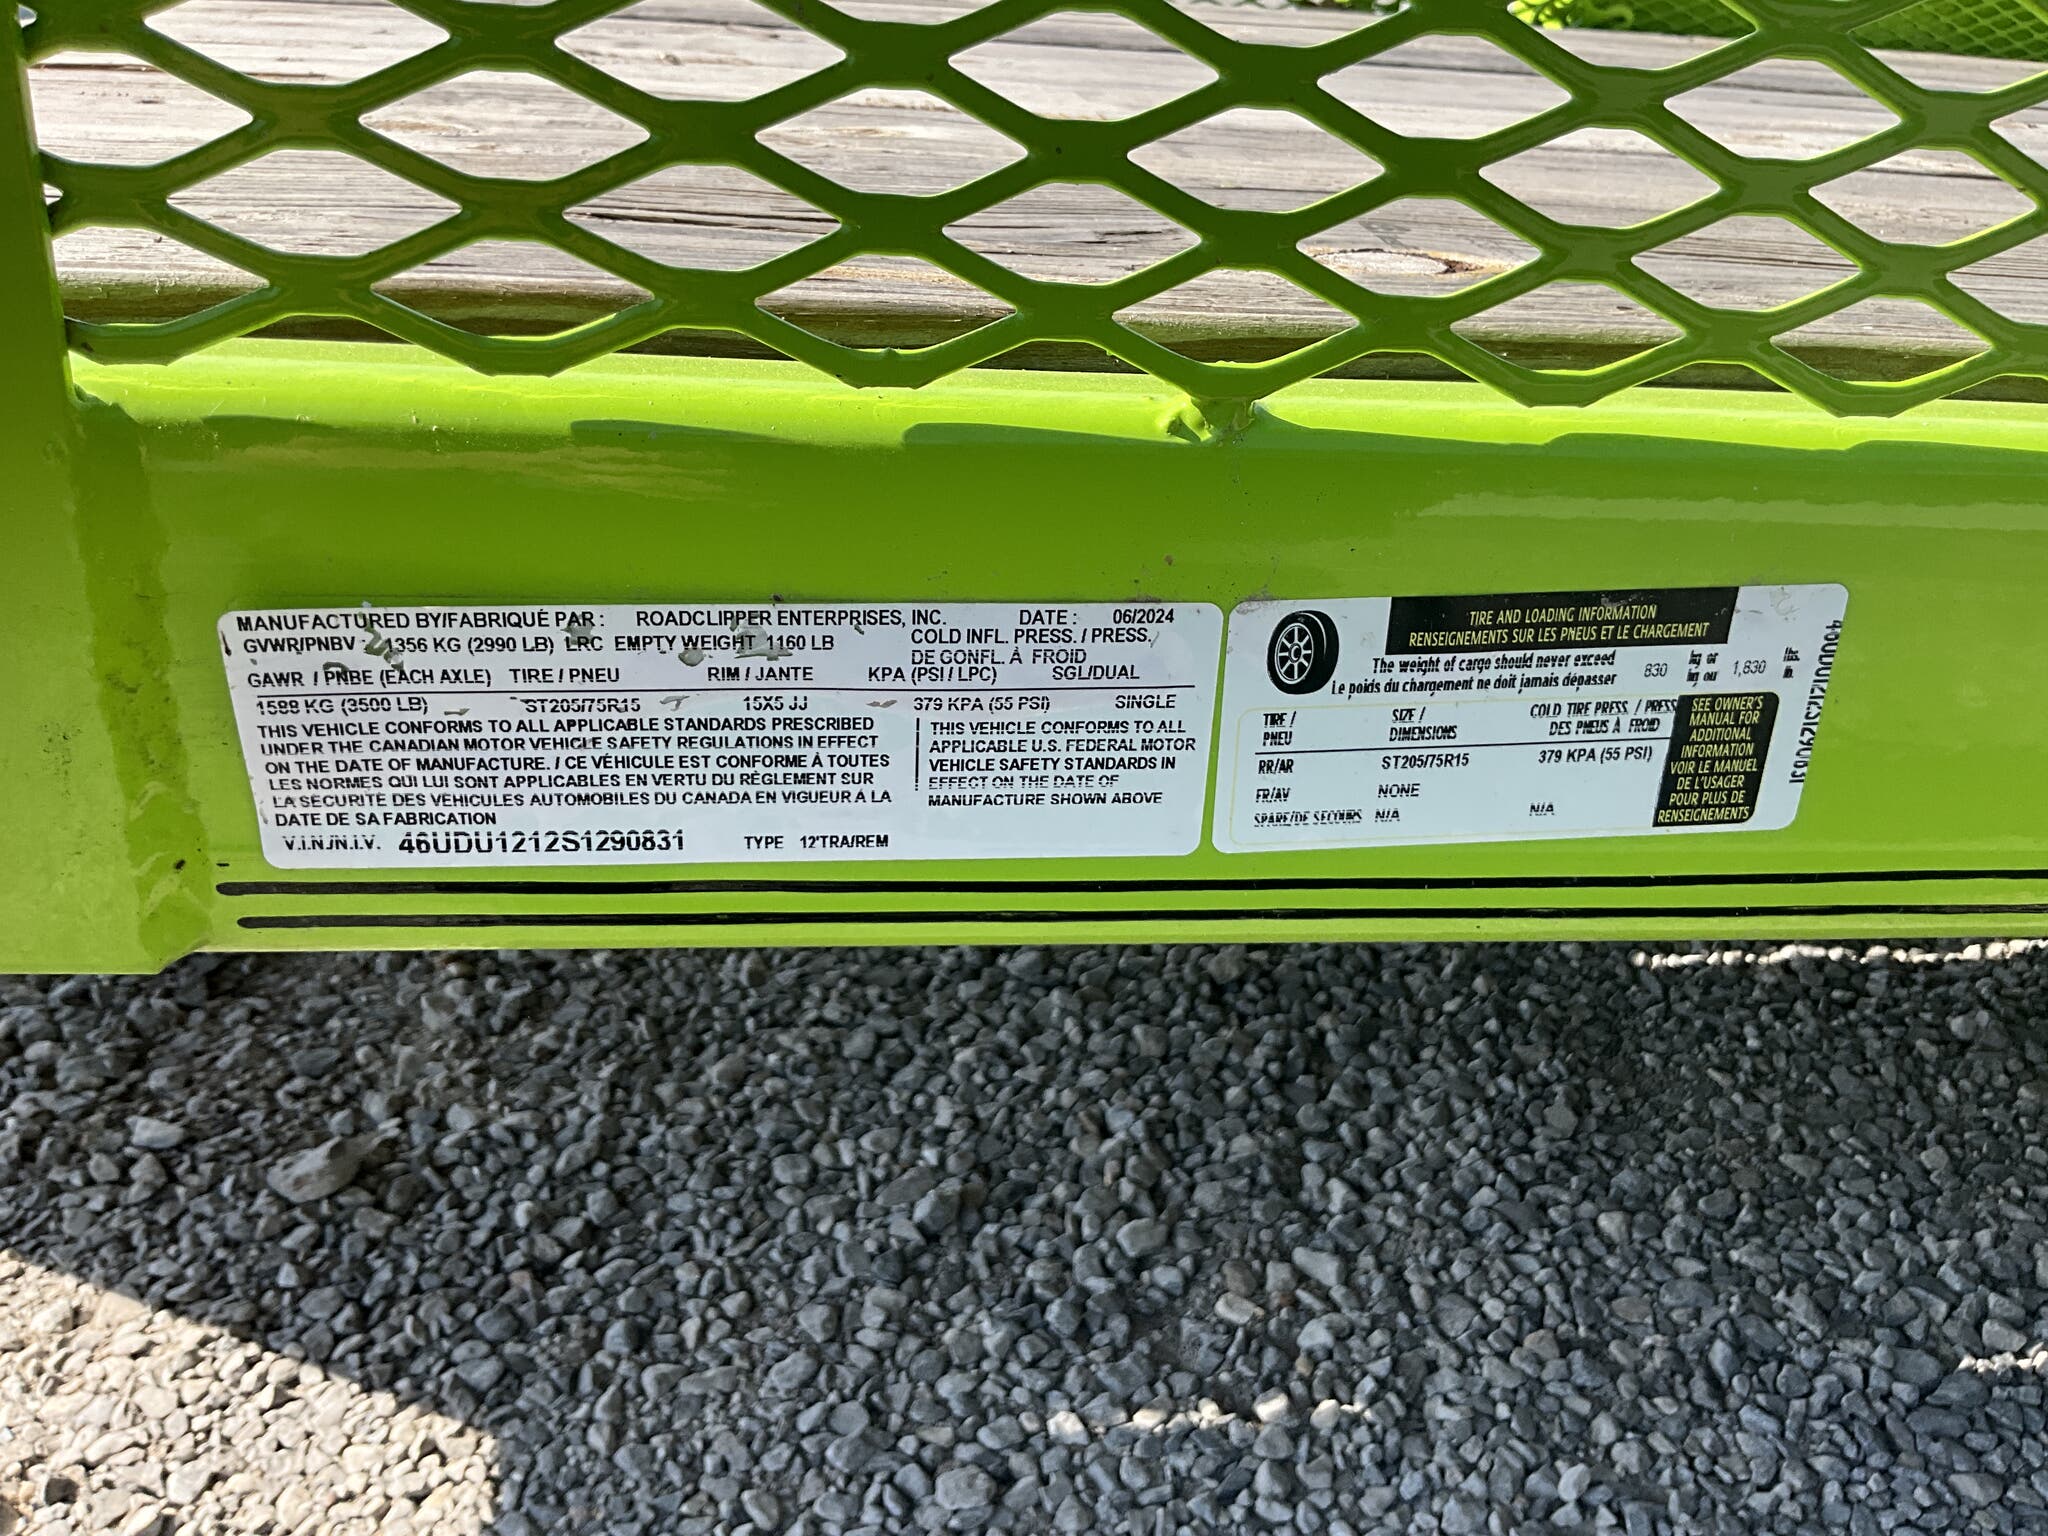 MANUFACTURED BY/FABRIQUÉ PAR : ROADCLIPPER ENTERPRISES, INC. DATE : 06/2024
GVWR/PNBV : 1356 KG (2990 LB) LRC EMPTY WEIGHT 1160 LB
COLD INFL. PRESS. / PRESS.
DE GONFL. À FROID
GAWR / PNBE (EACH AXLE) TIRE / PNEU RIM / JANTE KPA (PSI / LPC) SGL/DUAL
1588 KG (3500 LB) ST205/75R15 15X5 JJ 379 KPA (55 PSI) SINGLE
THIS VEHICLE CONFORMS TO ALL APPLICABLE STANDARDS PRESCRIBED
UNDER THE CANADIAN MOTOR VEHICLE SAFETY REGULATIONS IN EFFECT
ON THE DATE OF MANUFACTURE. / CE VÉHICULE EST CONFORME À TOUTES
LES NORMES QUI LUI SONT APPLICABLES EN VERTU DU RÈGLEMENT SUR
LA SÉCURITÉ DES VÉHICULES AUTOMOBILES DU CANADA EN VIGUEUR À LA
DATE DE SA FABRICATION
THIS VEHICLE CONFORMS TO ALL
APPLICABLE U.S. FEDERAL MOTOR
VEHICLE SAFETY STANDARDS IN
EFFECT ON THE DATE OF
MANUFACTURE SHOWN ABOVE
V.I.N./N.I.V. 46UDU1212S1290831 TYPE 12'TRA/REM
TIRE AND LOADING INFORMATION
RENSEIGNEMENTS SUR LES PNEUS ET LE CHARGEMENT
The weight of cargo should never exceed
Le poids du chargement ne doit jamais dépasser
830 kg or
kg ou
1,830 lbs.
lb.
TIRE / SIZE / COLD TIRE PRESS. / PRESS
PNEU DIMENSIONS DES PNEUS À FROID
RR/AR ST205/75R15 379 KPA (55 PSI)
FR/AV NONE
SPARE/DE SECOURS N/A N/A
SEE OWNER'S
MANUAL FOR
ADDITIONAL
INFORMATION
VOIR LE MANUEL
DE L'USAGER
POUR PLUS DE
RENSEIGNEMENTS
46UDU1212S1290831